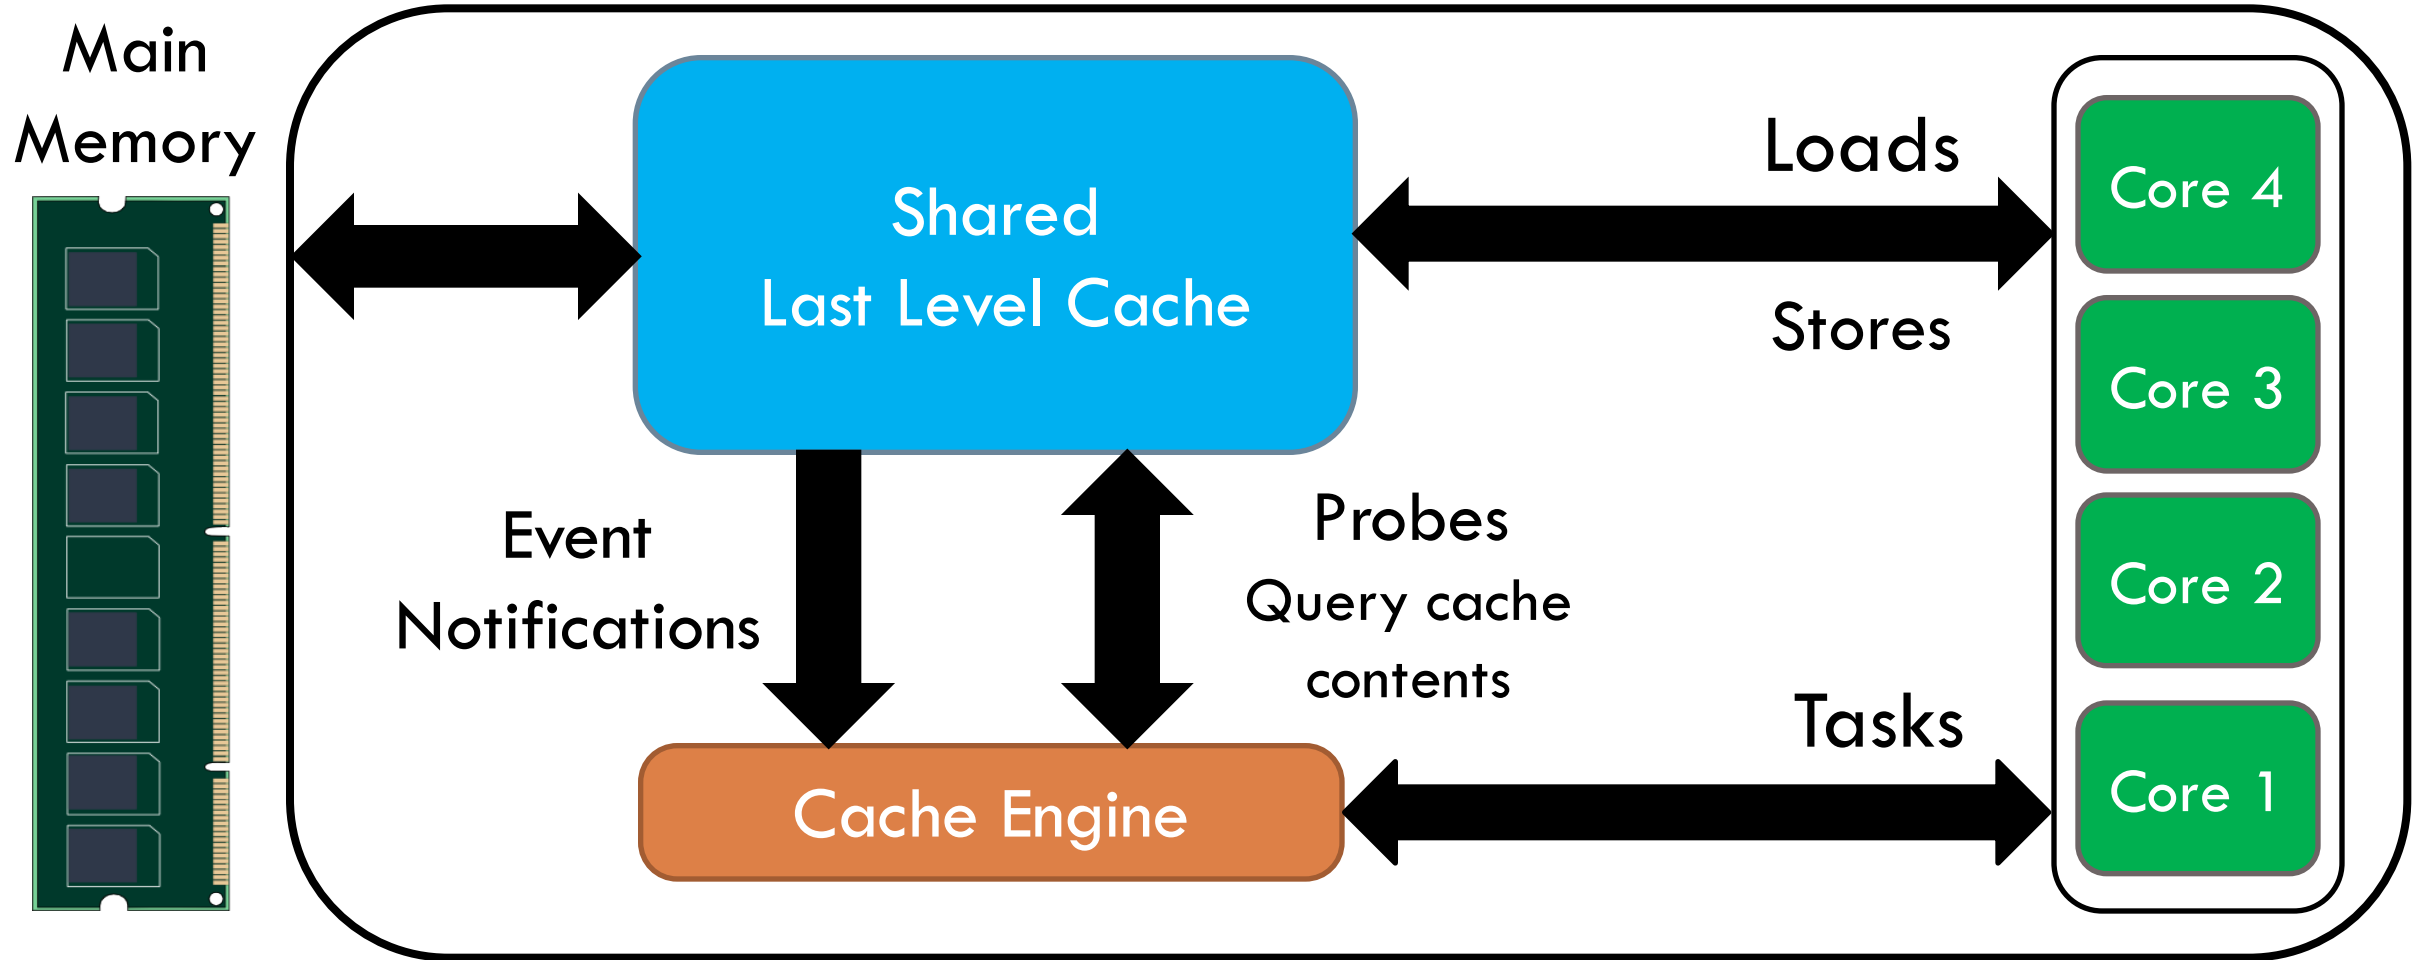 Main
Memory
Shared
Last Level Cache
Loads
Stores
Event
Notifications
Probes
Query cache
contents
Tasks
Cache Engine
Core 4
Core 3
Core 2
Core 1